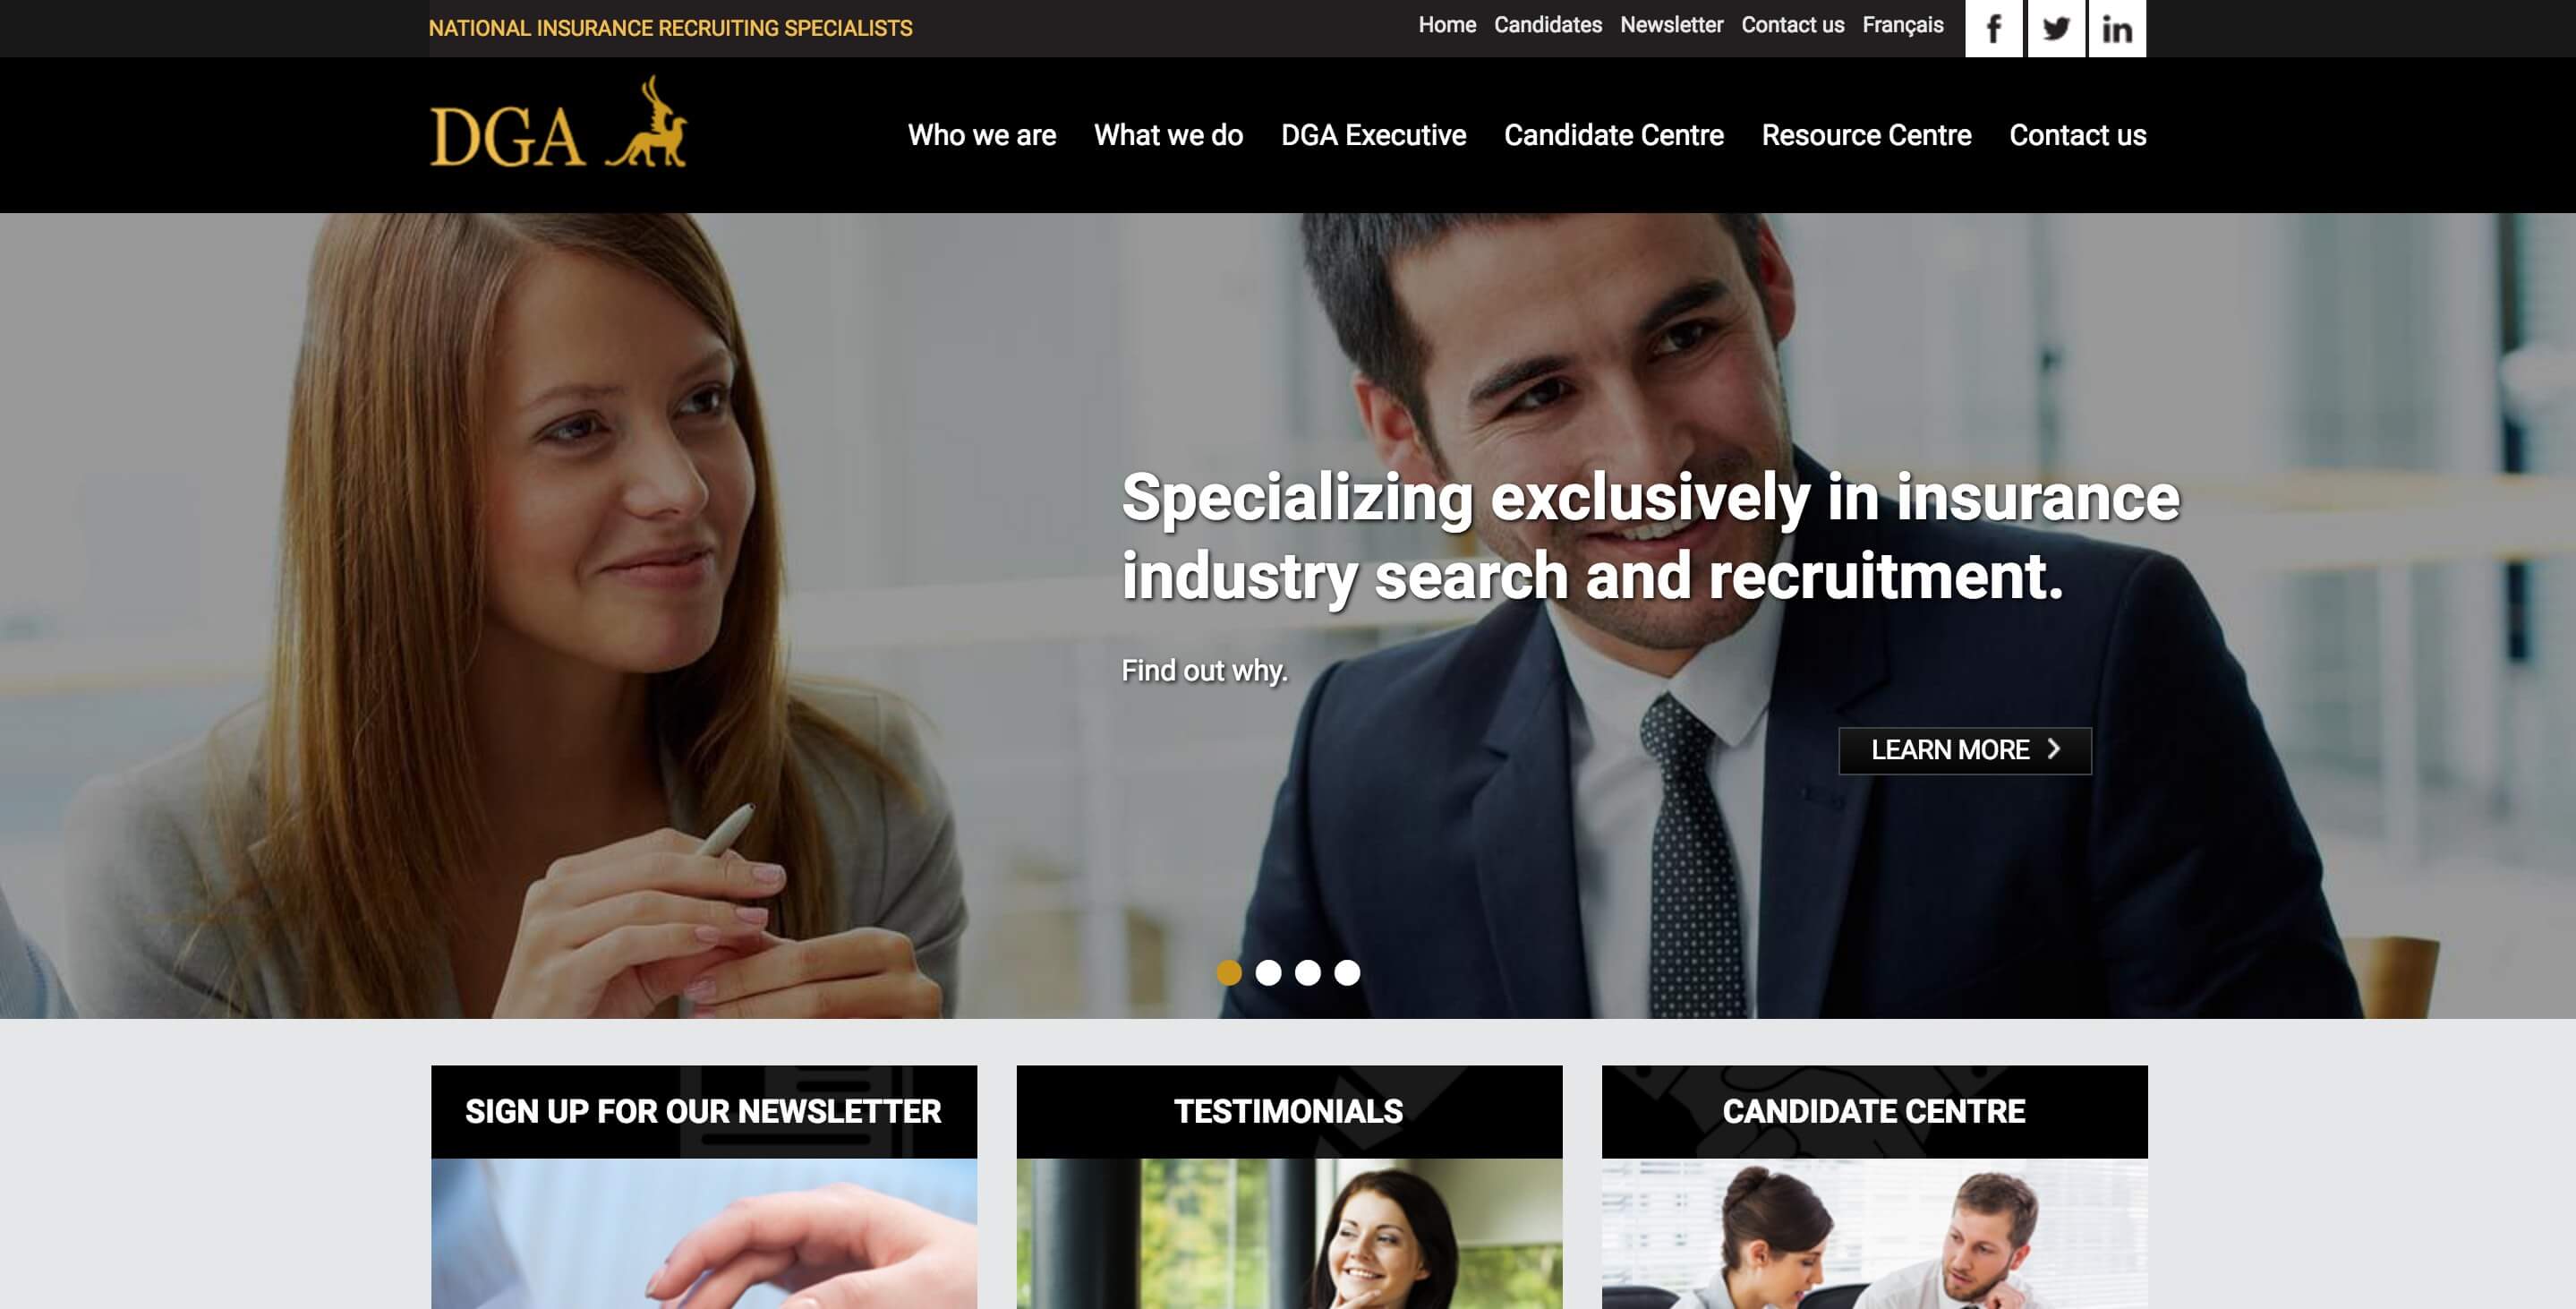 NATIONAL INSURANCE RECRUITING SPECIALISTS
Home Candidates Newsletter Contact us Français
f in
DGA
Who we are What we do DGA Executive Candidate Centre Resource Centre Contact us
Specializing exclusively in insurance
industry search and recruitment.
Find out why.
LEARN MORE
SIGN UP FOR OUR NEWSLETTER
TESTIMONIALS
CANDIDATE CENTRE